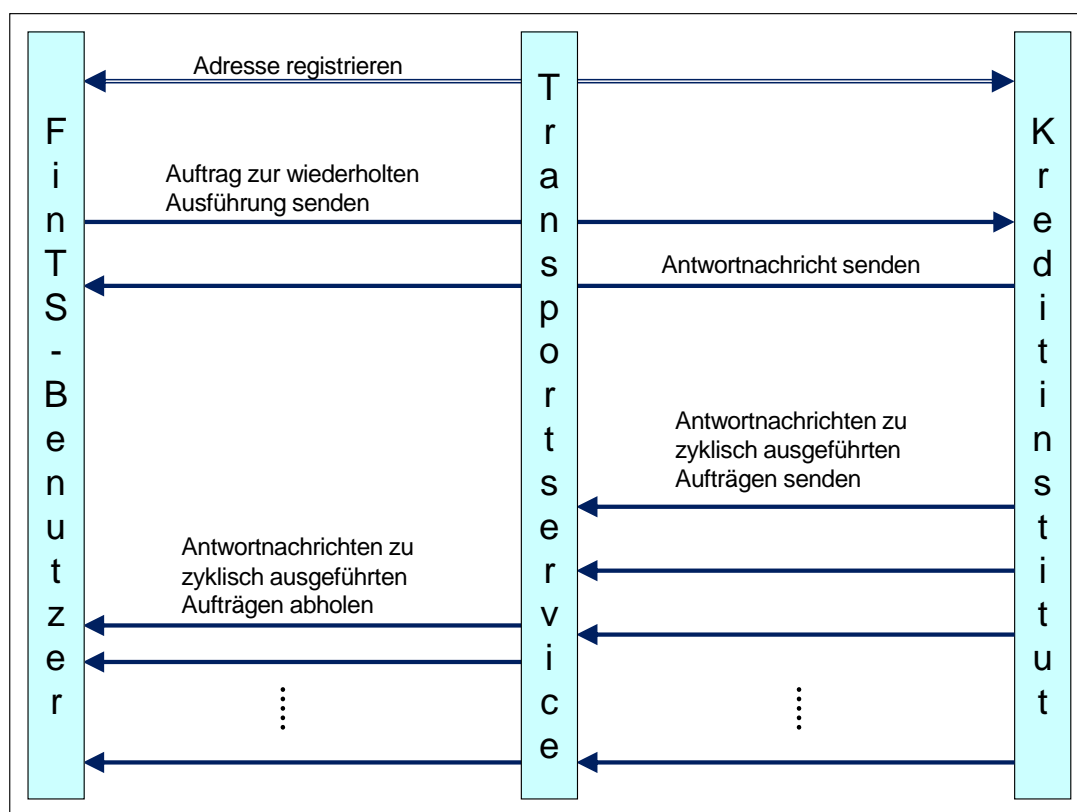 FinTS-Benutzer
Transportservice
Kreditinstitut
Adresse registrieren
Auftrag zur wiederholten
Ausführung senden
Antwortnachricht senden
Antwortnachrichten zu
zyklisch ausgeführten
Aufträgen senden
Antwortnachrichten zu
zyklisch ausgeführten
Aufträgen abholen